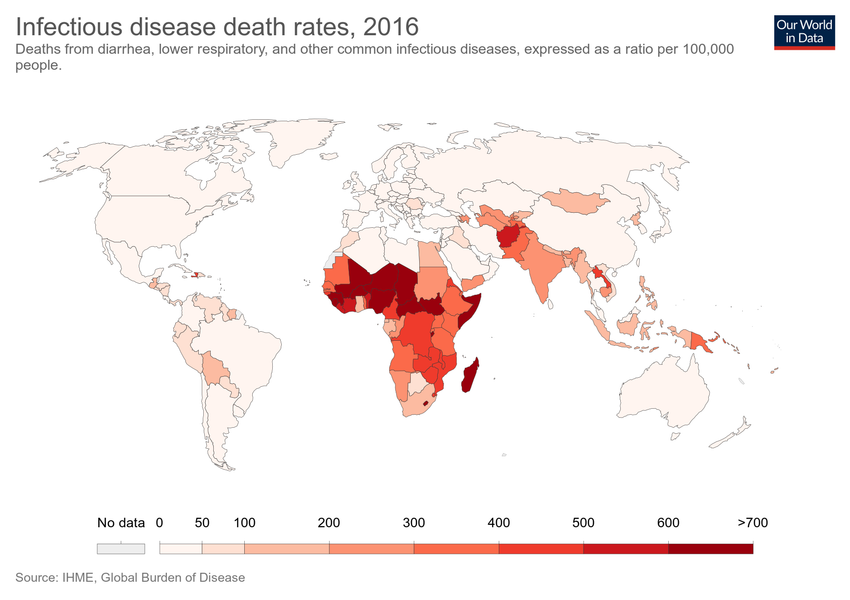 Infectious disease death rates, 2016
Our World
in Data
Deaths from diarrhea, lower respiratory, and other common infectious diseases, expressed as a ratio per 100,000
people.
No data 0 50 100 200 300 400 500 600 >700
Source: IHME, Global Burden of Disease